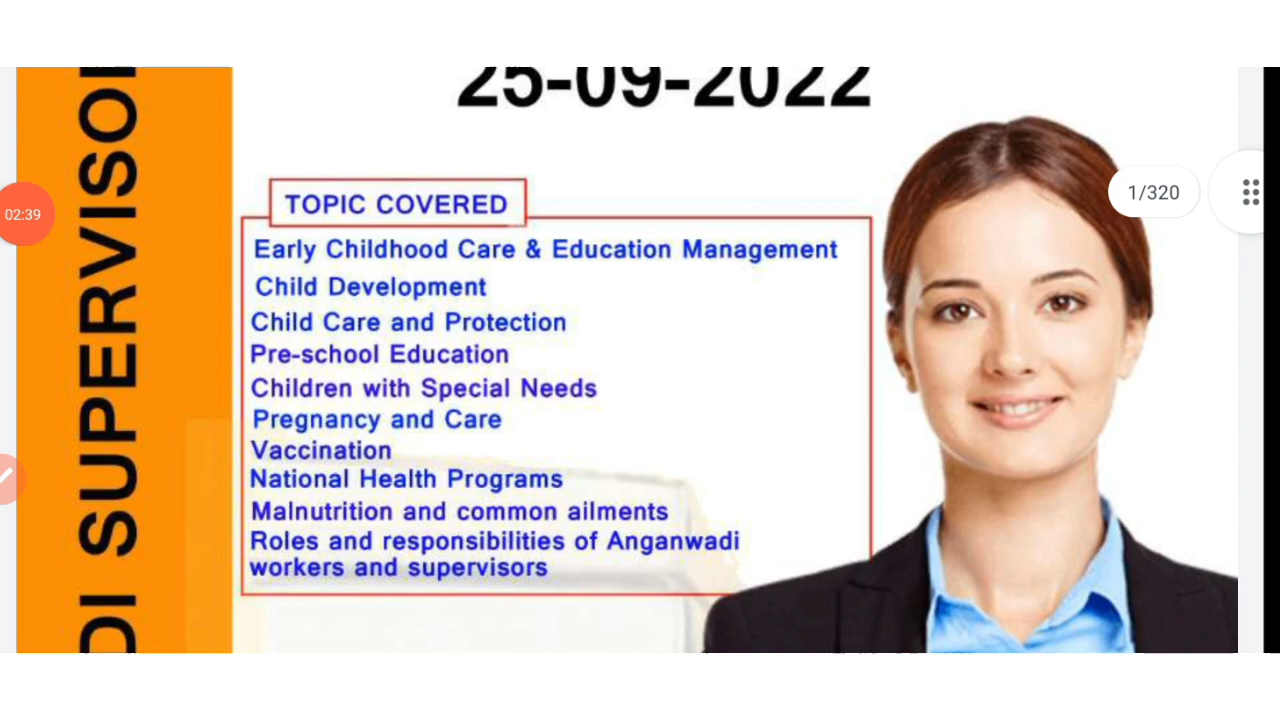 25-09-2022
DI SUPERVISOR
02:39
1/320
TOPIC COVERED
Early Childhood Care & Education Management
Child Development
Child Care and Protection
Pre-school Education
Children with Special Needs
Pregnancy and Care
Vaccination
National Health Programs
Malnutrition and common ailments
Roles and responsibilities of Anganwadi
workers and supervisors